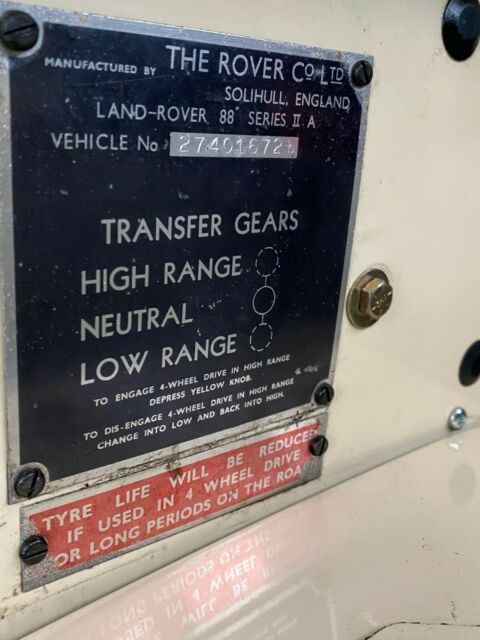 MANUFACTURED BY THE ROVER CO LTD
SOLIHULL, ENGLAND
LAND-ROVER 88" SERIES II A
VEHICLE No
TRANSFER GEARS
HIGH RANGE
NEUTRAL
LOW RANGE
TO ENGAGE 4-WHEEL DRIVE IN HIGH RANGE
DEPRESS YELLOW KNOB.
TO DIS-ENGAGE 4-WHEEL DRIVE IN HIGH RANGE
CHANGE INTO LOW AND BACK INTO HIGH.
TYRE LIFE WILL BE REDUCED
IF USED IN 4 WHEEL DRIVE
OR LONG PERIODS ON THE ROA